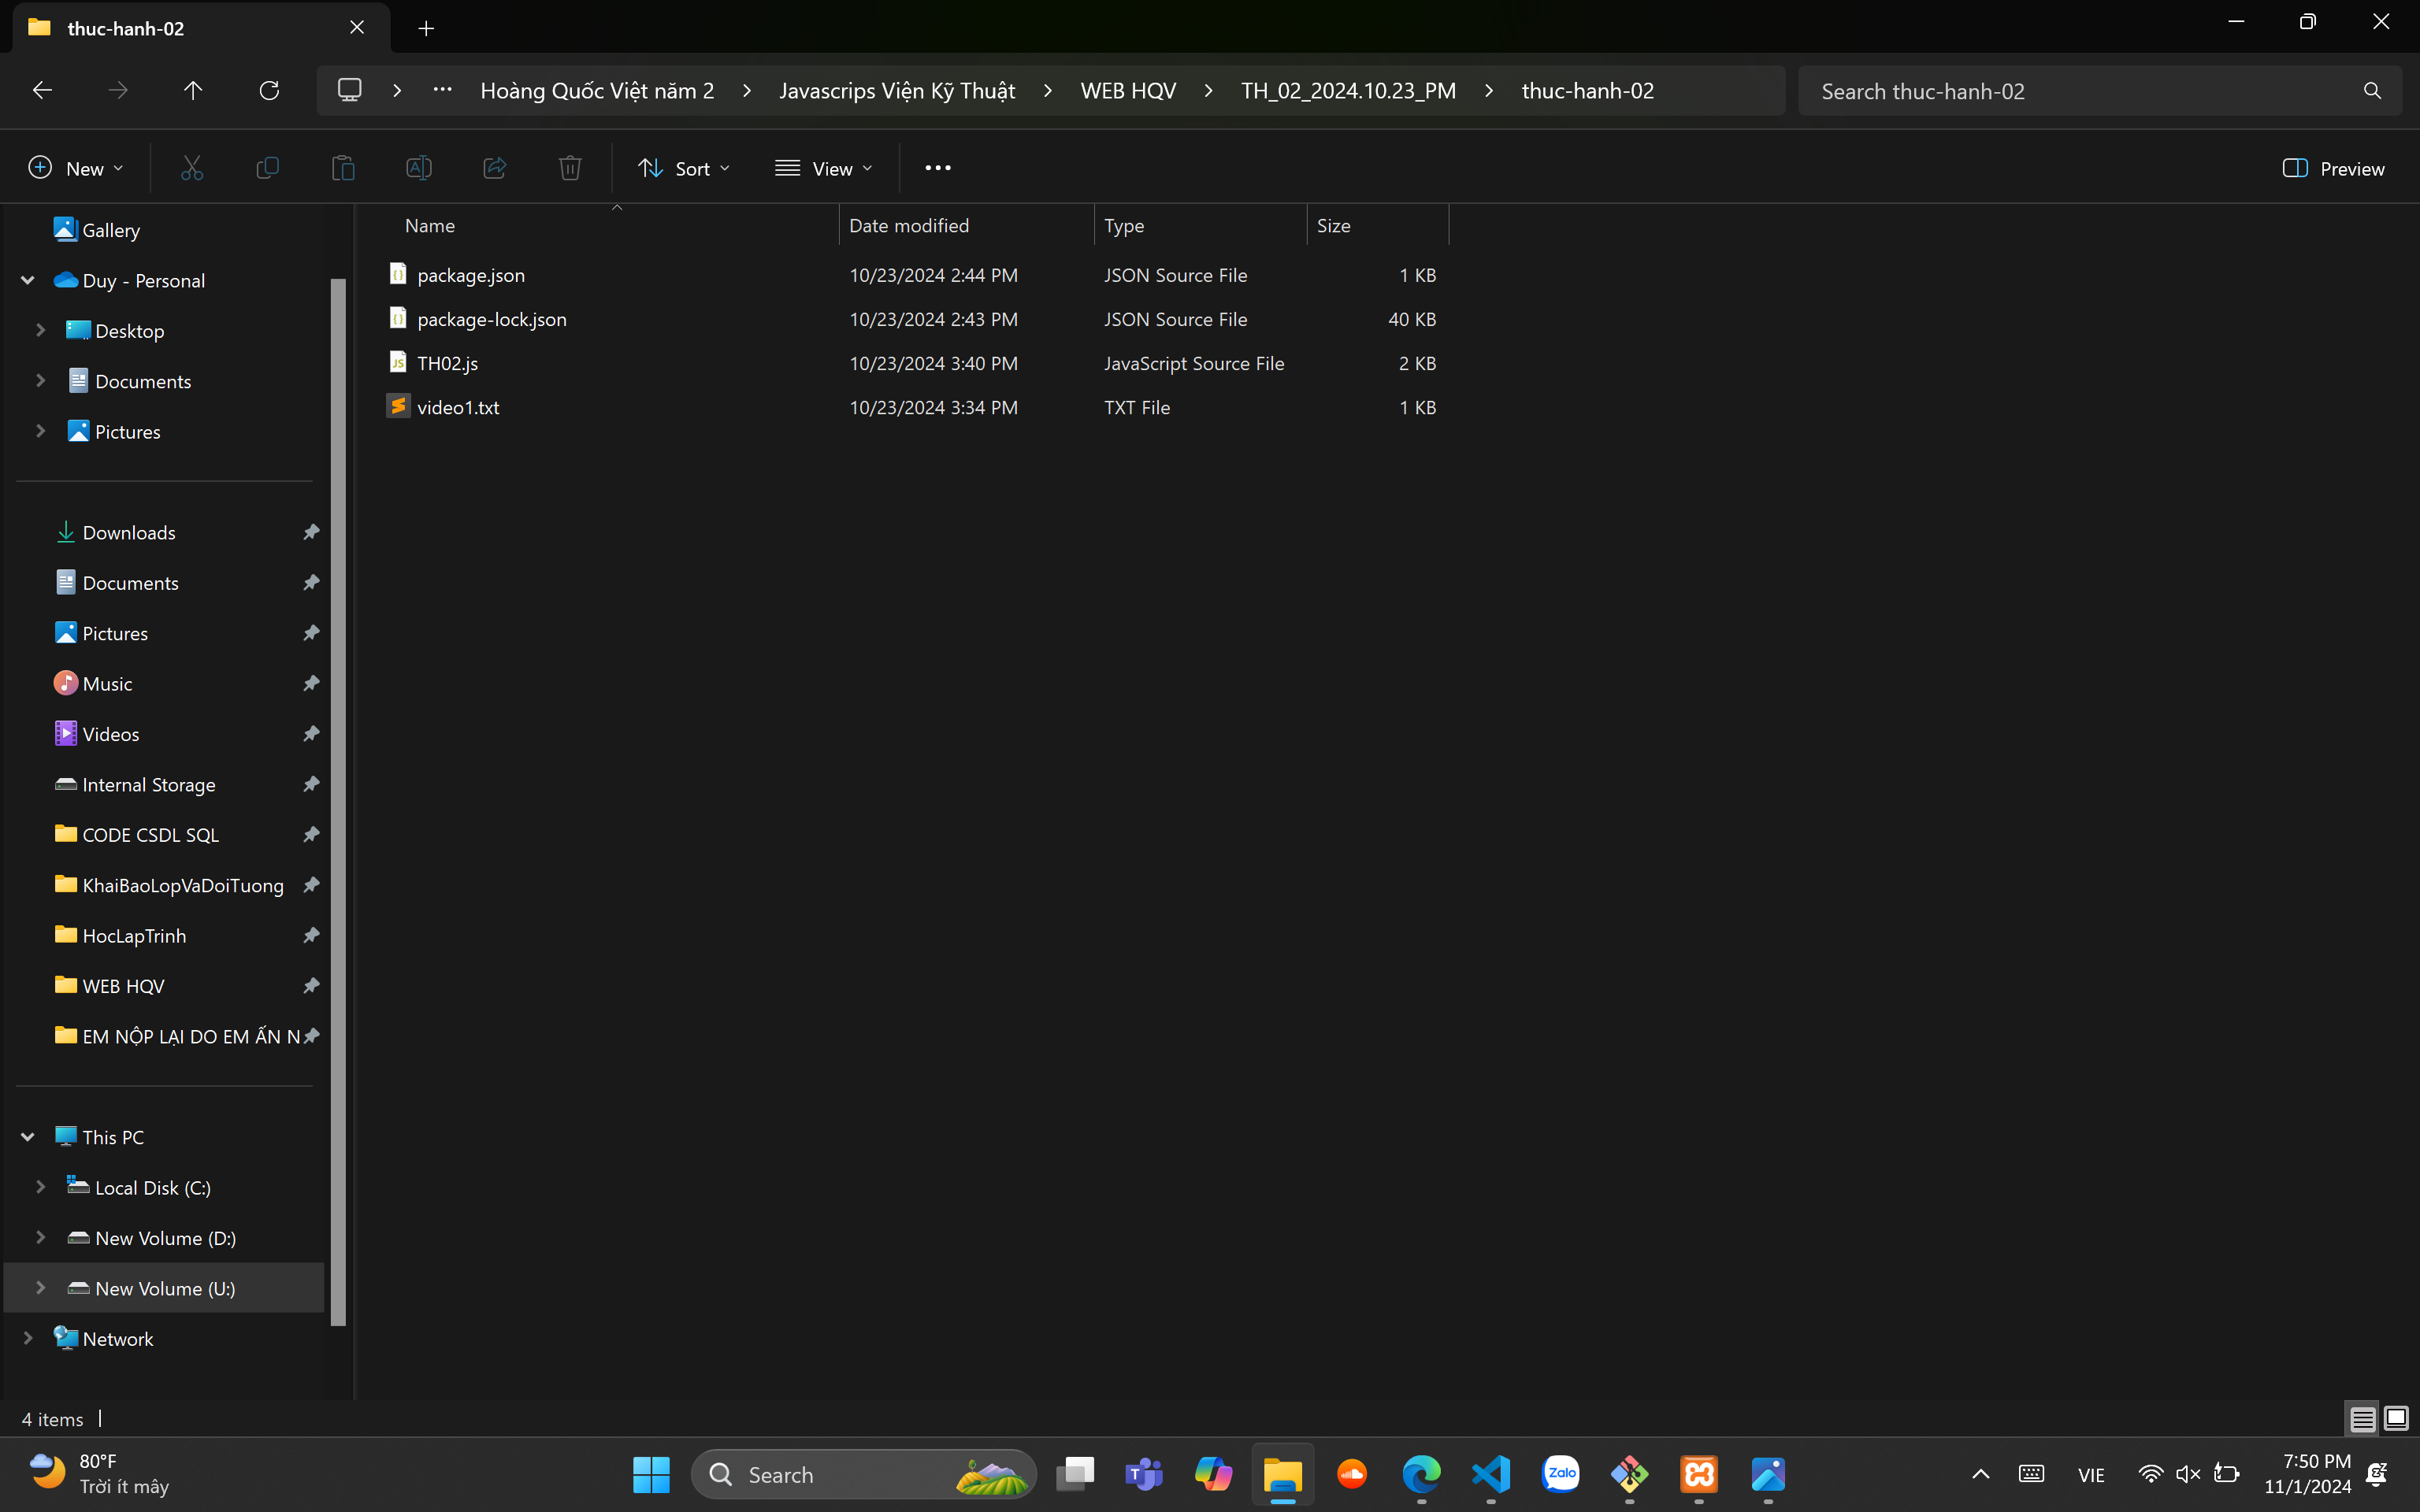 thuc-hanh-02
Hoàng Quốc Việt năm 2 Javascrips Viện Kỹ Thuật WEB HQV TH_02_2024.10.23_PM thuc-hanh-02 Search thuc-hanh-02
New Sort View Preview
Name Date modified Type Size
package.json 10/23/2024 2:44 PM JSON Source File 1 KB
package-lock.json 10/23/2024 2:43 PM JSON Source File 40 KB
TH02.js 10/23/2024 3:40 PM JavaScript Source File 2 KB
video1.txt 10/23/2024 3:34 PM TXT File 1 KB
Gallery
Duy - Personal
Desktop
Documents
Pictures
Downloads
Documents
Pictures
Music
Videos
Internal Storage
CODE CSDL SQL
KhaiBaoLopVaDoiTuong
HocLapTrinh
WEB HQV
EM NỘP LẠI DO EM ẤN N
This PC
Local Disk (C:)
New Volume (D:)
New Volume (U:)
Network
4 items
80°F
Trời ít mây
Search
Zalo
VIE
7:50 PM
11/1/2024